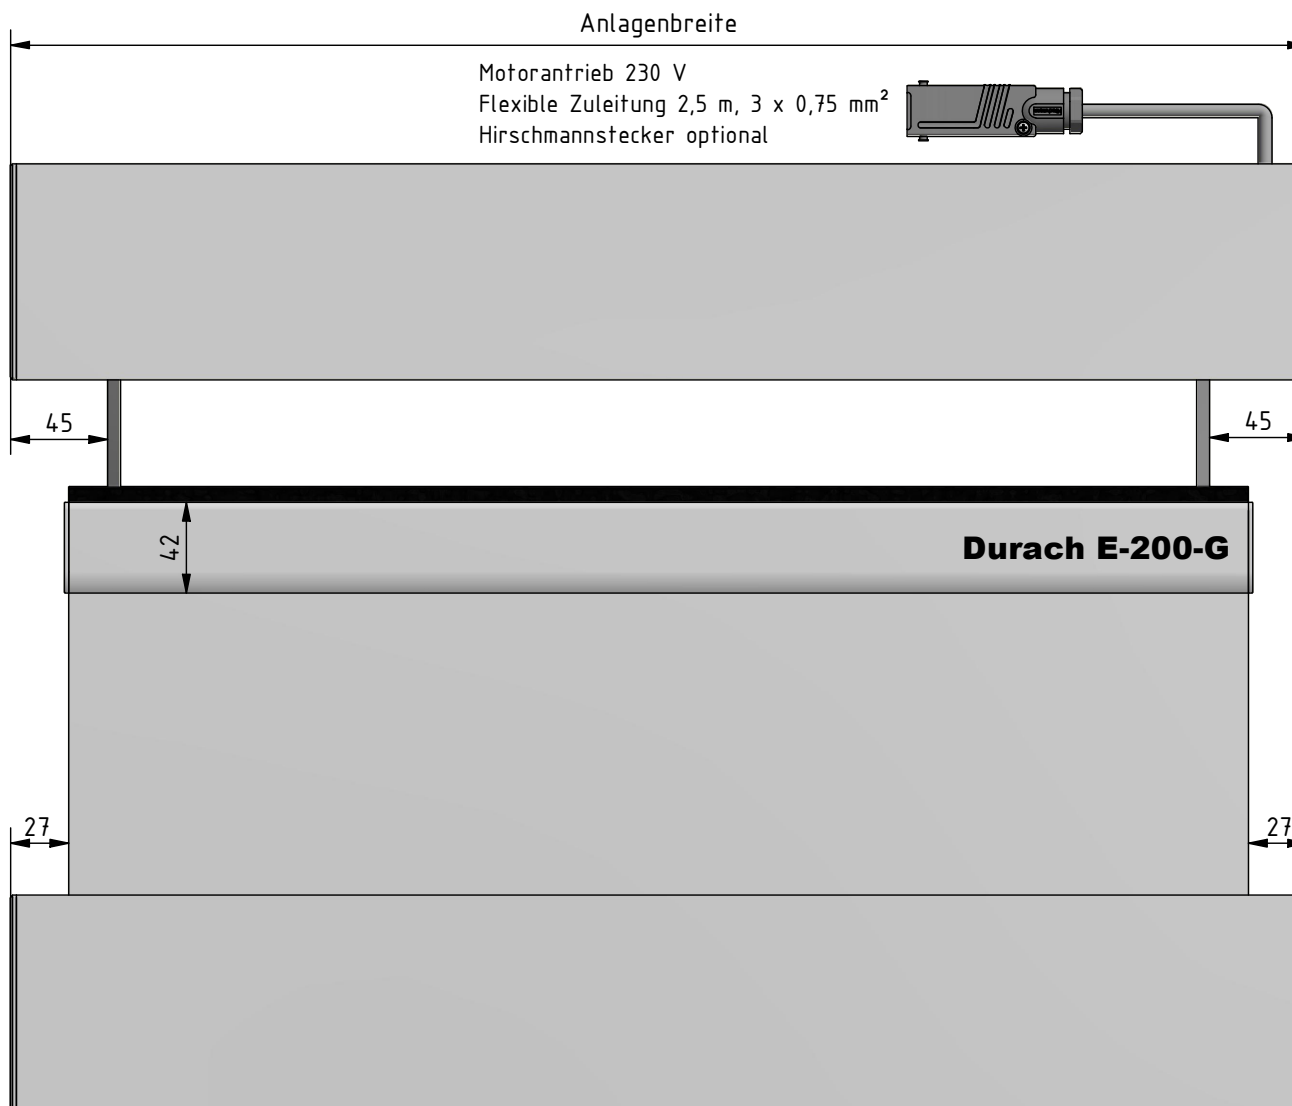 Anlagenbreite
Motorantrieb 230 V
Flexible Zuleitung 2,5 m, 3 x 0,75 mm²
Hirschmannstecker optional
45
45
42
Durach E-200-G
27
27